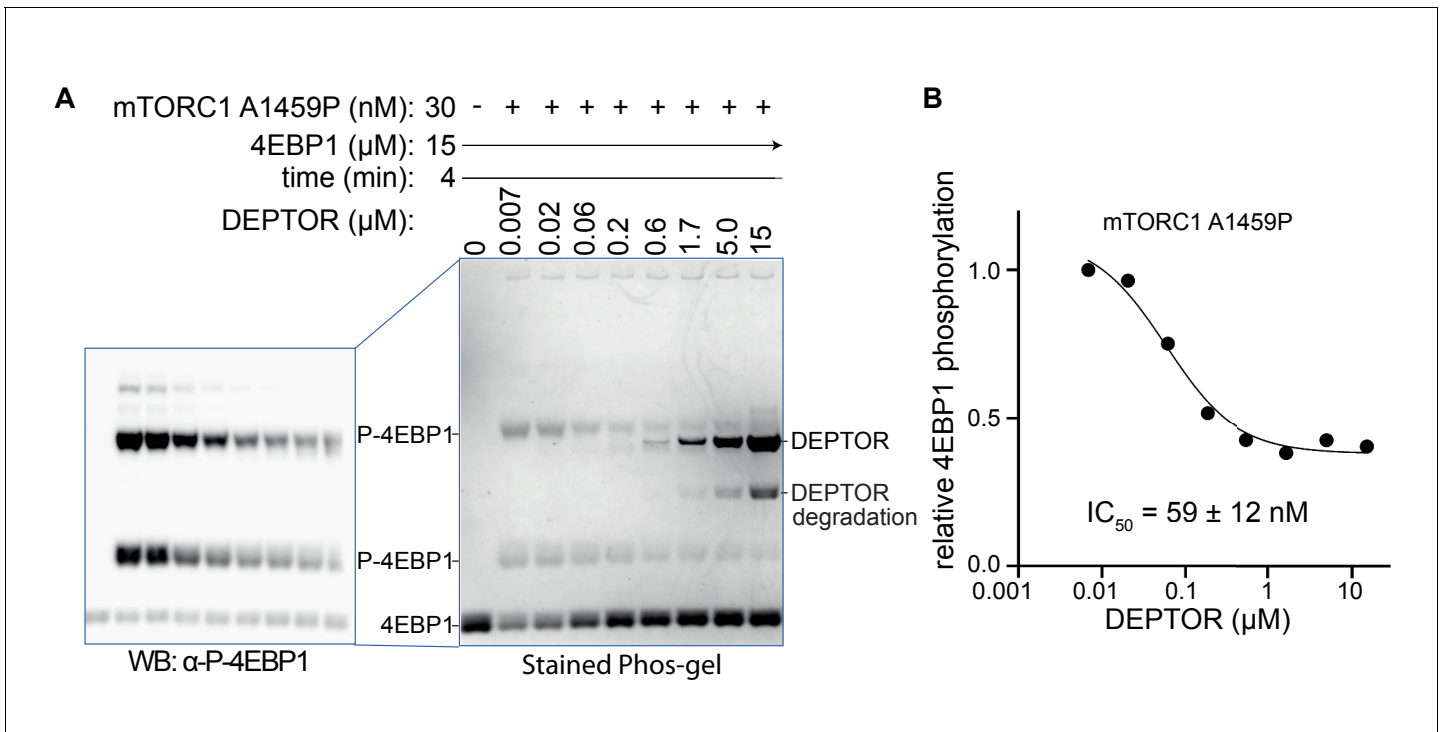 A
mTORC1 A1459P (nM): 30 - + + + + + + + +
4EBP1 (µM): 15
time (min): 4
DEPTOR (µM):
0 0.007 0.02 0.06 0.2 0.6 1.7 5.0 15
P-4EBP1
DEPTOR
DEPTOR
degradation
P-4EBP1
4EBP1
WB: α-P-4EBP1
Stained Phos-gel
B
relative 4EBP1 phosphorylation
mTORC1 A1459P
1.0
0.5
IC50 = 59 ± 12 nM
0.0
0.001 0.01 0.1 1 10
DEPTOR (µM)